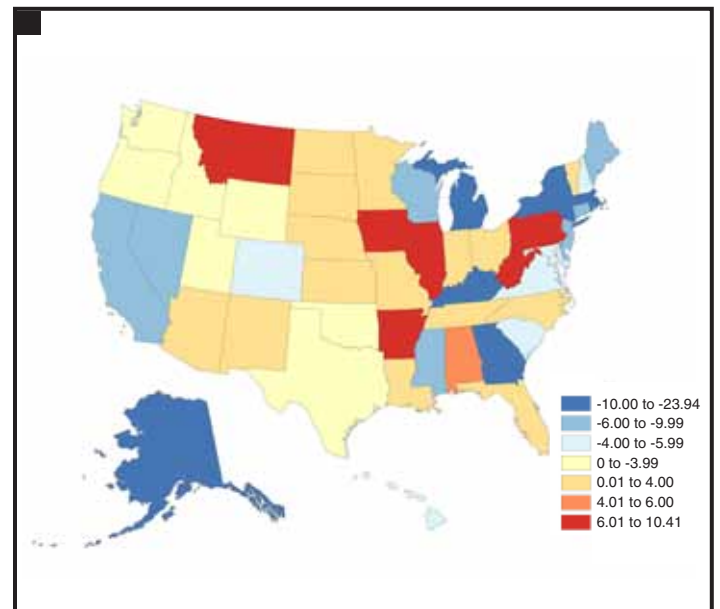 -10.00 to -23.94
-6.00 to -9.99
-4.00 to -5.99
0 to -3.99
0.01 to 4.00
4.01 to 6.00
6.01 to 10.41